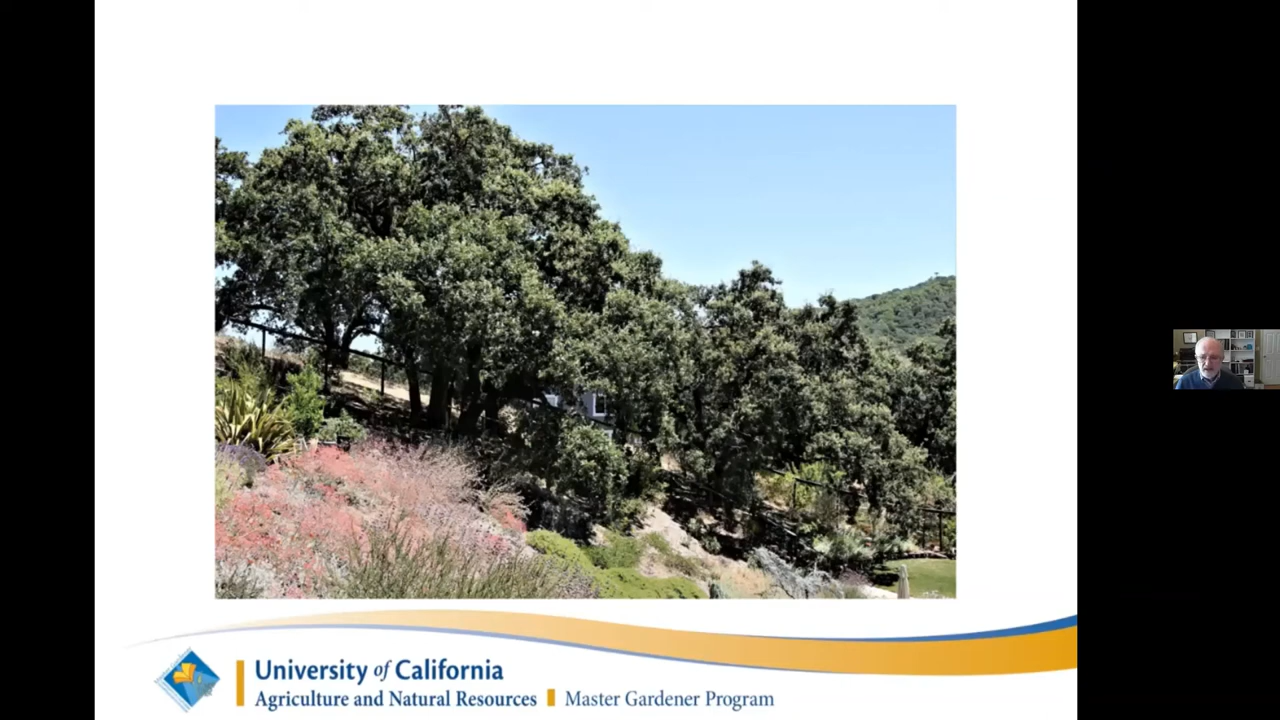 University of California
Agriculture and Natural Resources Master Gardener Program